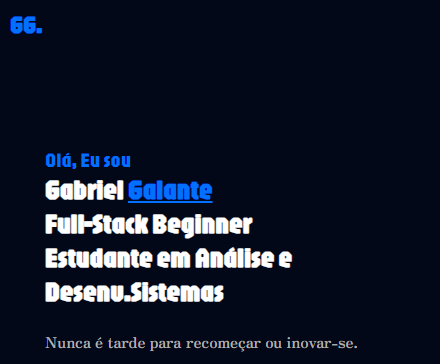 GG.
Olá, Eu sou
Gabriel Galante
Full-Stack Beginner
Estudante em Análise e
Desenv.Sistemas
Nunca é tarde para recomeçar ou inovar-se.